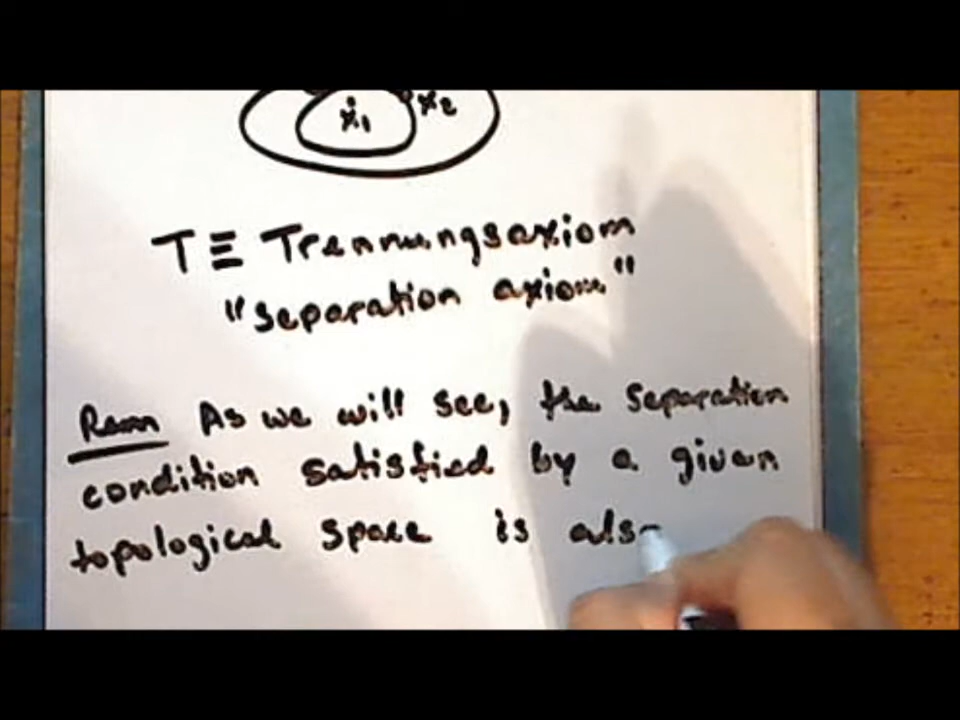 x₁ x₂
T ≡ Trennungsaxiom
"separation axiom"
Rem As we will see, the separation
condition satisfied by a given
topological space is also